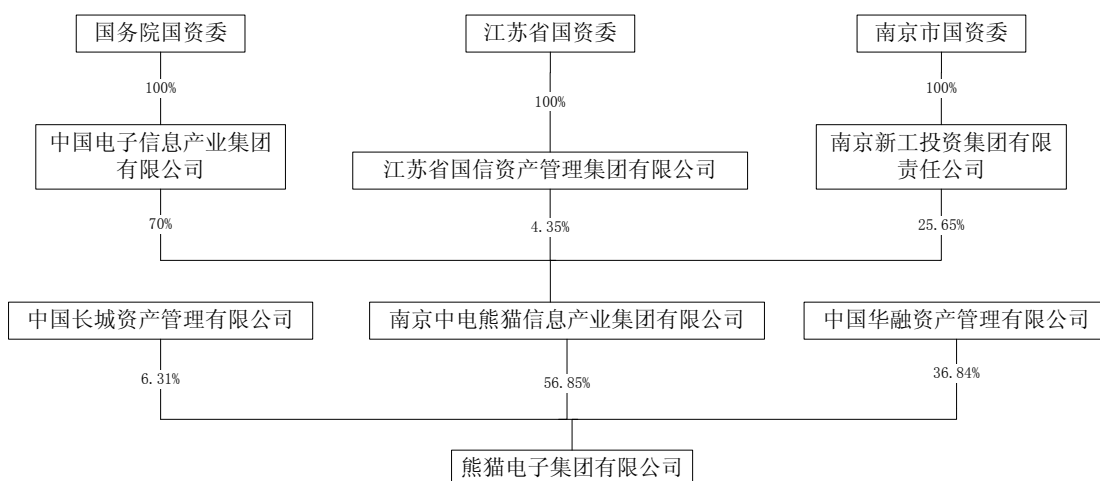 国务院国资委
江苏省国资委
南京市国资委
100%
100%
100%
中国电子信息产业集团
有限公司
江苏省国信资产管理集团有限公司
南京新工投资集团有限
责任公司
70%
4.35%
25.65%
中国长城资产管理有限公司
南京中电熊猫信息产业集团有限公司
中国华融资产管理有限公司
6.31%
56.85%
36.84%
熊猫电子集团有限公司